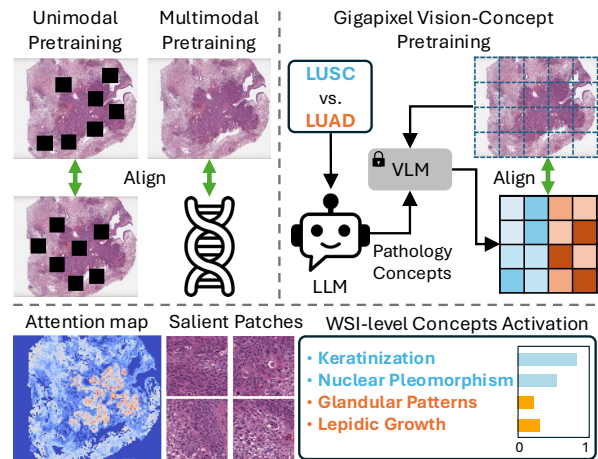 Unimodal
Pretraining
Multimodal
Pretraining
Align
Gigapixel Vision-Concept
Pretraining
LUSC
vs.
LUAD
VLM
Align
LLM
Pathology
Concepts
Attention map
Salient Patches
WSI-level Concepts Activation
• Keratinization
• Nuclear Pleomorphism
• Glandular Patterns
• Lepidic Growth
0 1